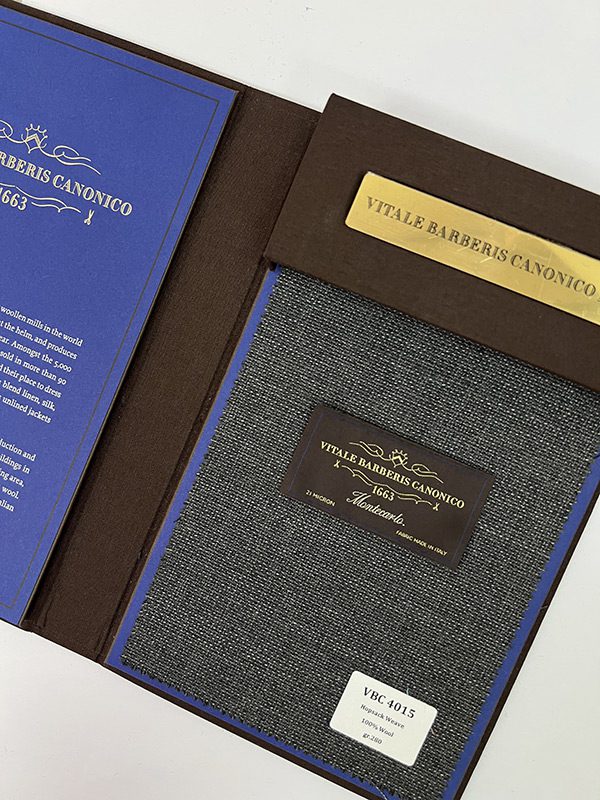 BARBERIS CANONICO
1663
woollen mills in the world
at the helm, and produces
ear. Amongst the 5,000
sold in more than 90
d their place to dress
blend linen, silk,
unlined jackets
duction and
ildings in
ing area,
wool.
alian
VITALE BARBERIS CANONICO
VITALE BARBERIS CANONICO
1663
21 MICRON
Montecarlo.
FABRIC MADE IN ITALY
VBC 4015
Hopsack Weave
100% Wool
gr.280